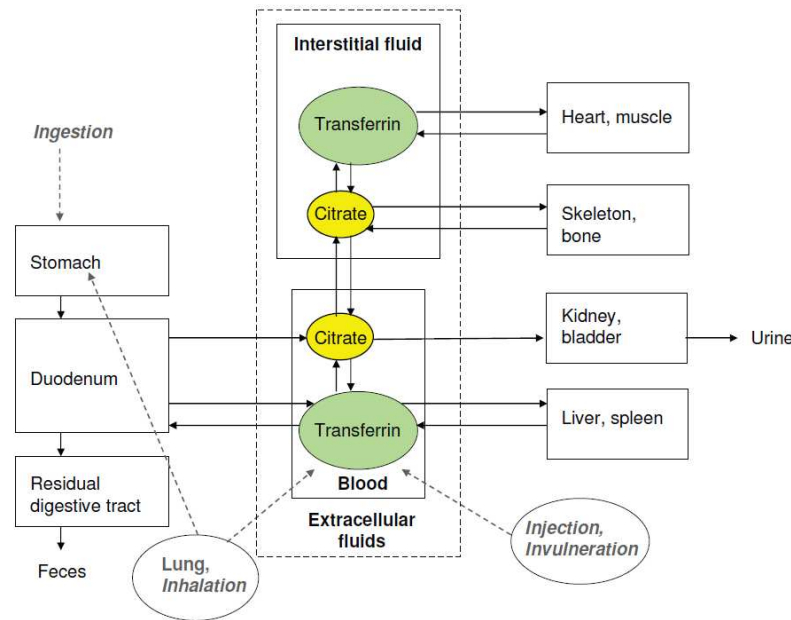 Interstitial fluid
Transferrin
Heart, muscle
Ingestion
Citrate
Skeleton,
bone
Stomach
Citrate
Kidney,
bladder
Urine
Duodenum
Transferrin
Liver, spleen
Residual
digestive tract
Blood
Extracellular
fluids
Injection,
Invulneration
Feces
Lung,
Inhalation